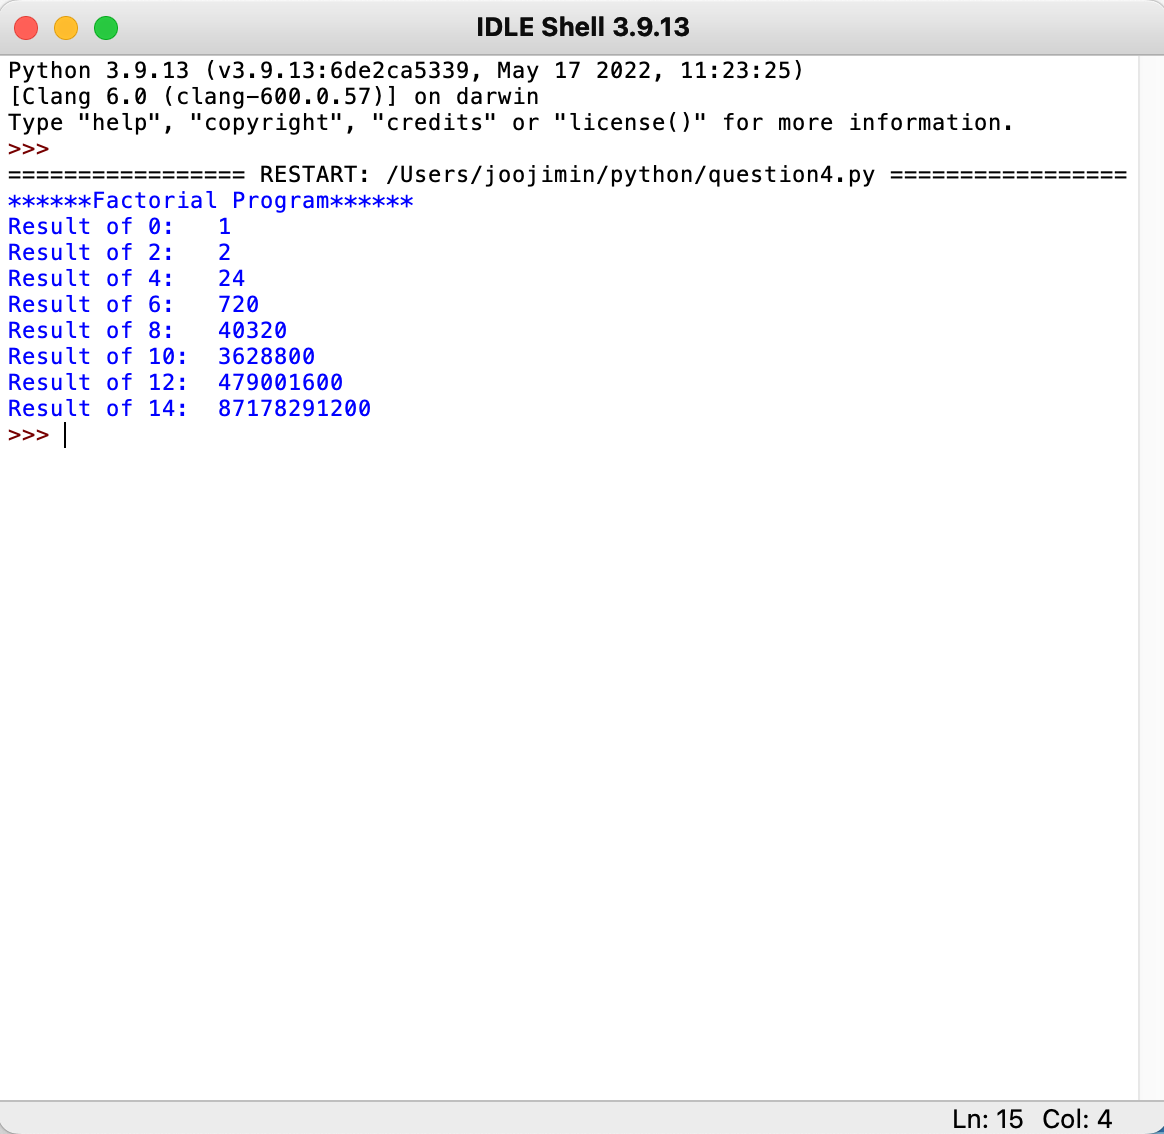 IDLE Shell 3.9.13
Python 3.9.13 (v3.9.13:6de2ca5339, May 17 2022, 11:23:25)
[Clang 6.0 (clang-600.0.57)] on darwin
Type "help", "copyright", "credits" or "license()" for more information.
>>>
================= RESTART: /Users/joojimin/python/question4.py =================
******Factorial Program******
Result of 0:   1
Result of 2:   2
Result of 4:   24
Result of 6:   720
Result of 8:   40320
Result of 10:  3628800
Result of 12:  479001600
Result of 14:  87178291200
>>>
Ln: 15  Col: 4